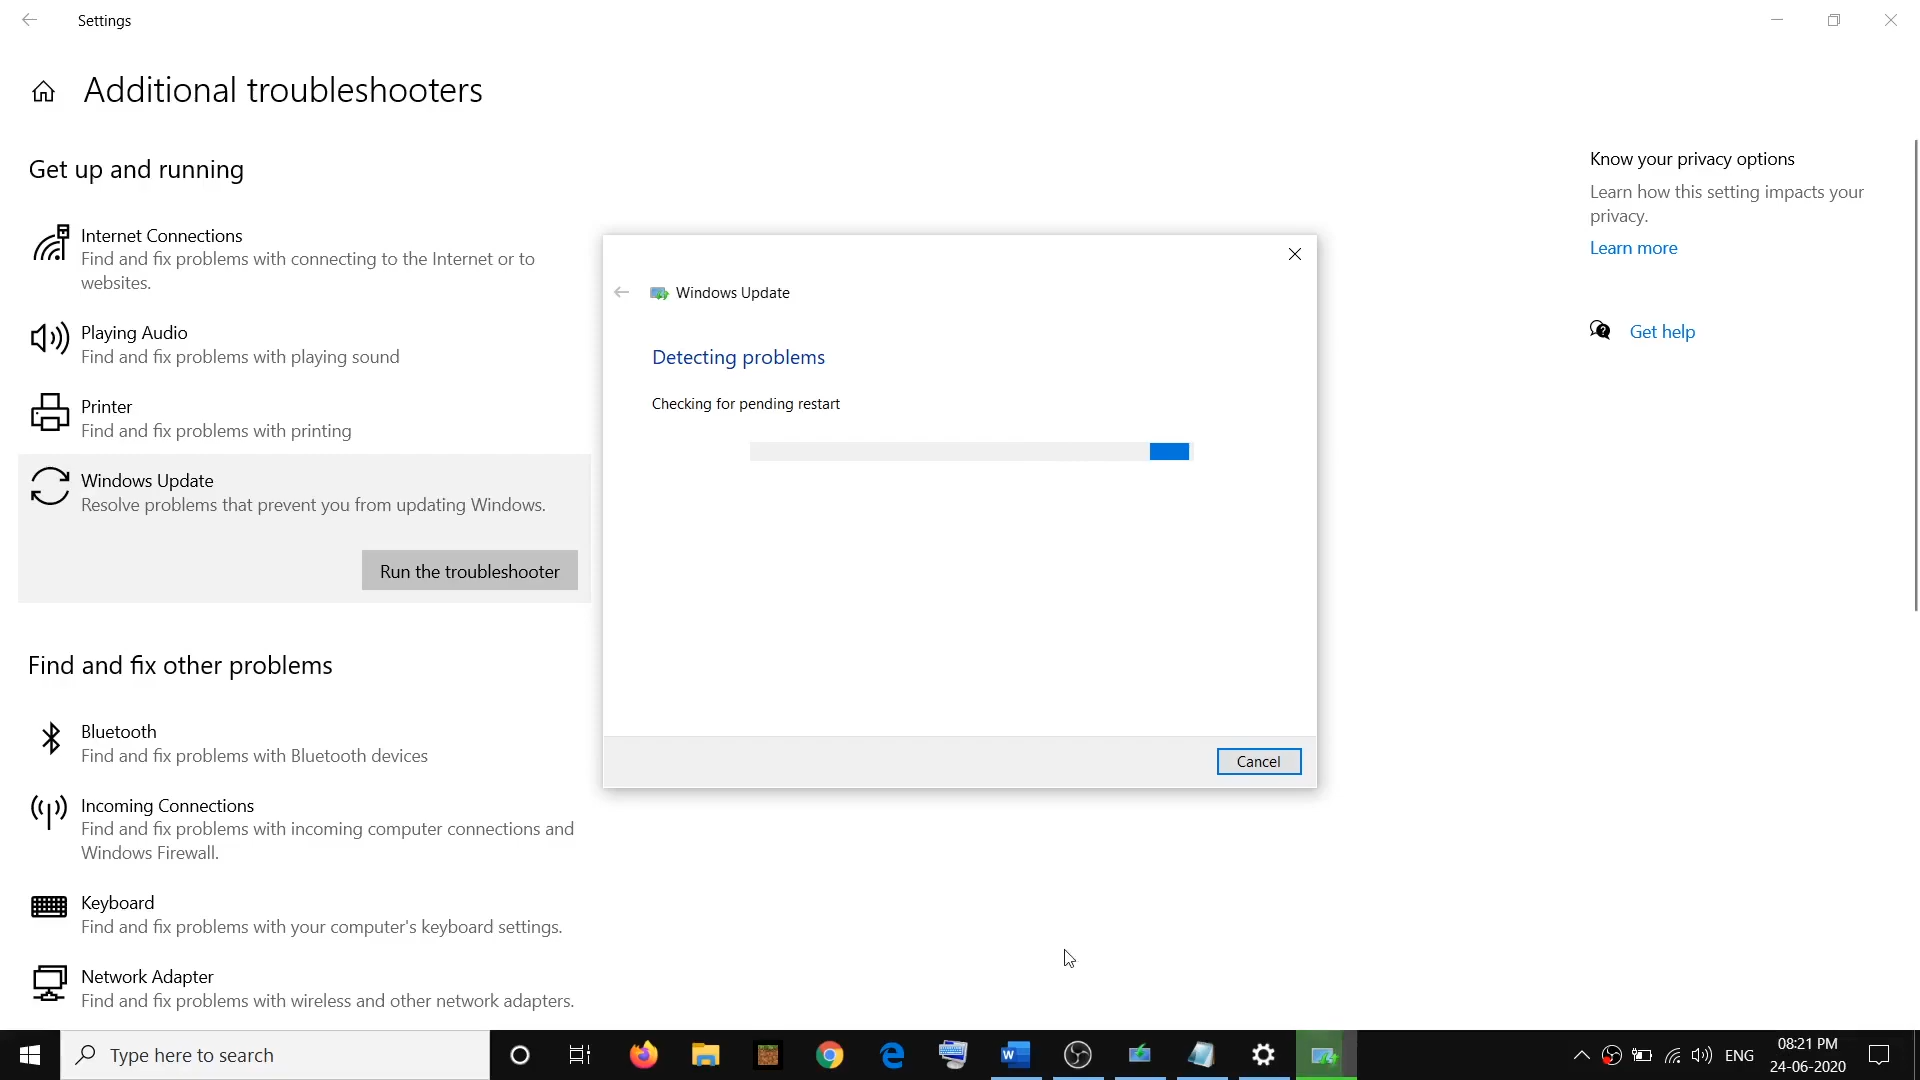 Settings
Additional troubleshooters
Get up and running
Internet Connections
Find and fix problems with connecting to the Internet or to
websites.
Playing Audio
Find and fix problems with playing sound
Printer
Find and fix problems with printing
Windows Update
Resolve problems that prevent you from updating Windows.
Run the troubleshooter
Find and fix other problems
Bluetooth
Find and fix problems with Bluetooth devices
Incoming Connections
Find and fix problems with incoming computer connections and
Windows Firewall.
Keyboard
Find and fix problems with your computer's keyboard settings.
Network Adapter
Find and fix problems with wireless and other network adapters.
Windows Update
Detecting problems
Checking for pending restart
Cancel
Know your privacy options
Learn how this setting impacts your
privacy.
Learn more
Get help
Type here to search
ENG
08:21 PM
24-06-2020